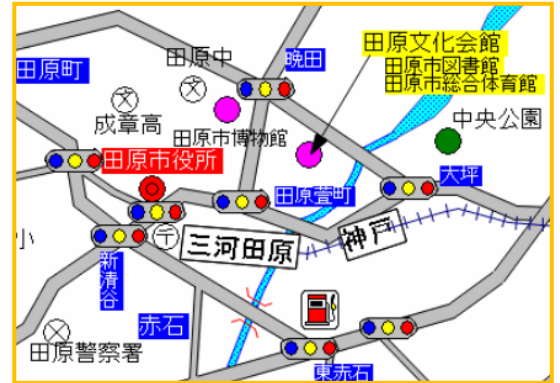 田原中
晩田
田原文化会館
田原市図書館
田原市総合体育館
田原町
文
文
成章高
田原市博物館
中央公園
田原市役所
大坪
田原萱町
小
〒
三河田原
神戸
新清谷
赤石
田原警察署
東赤石